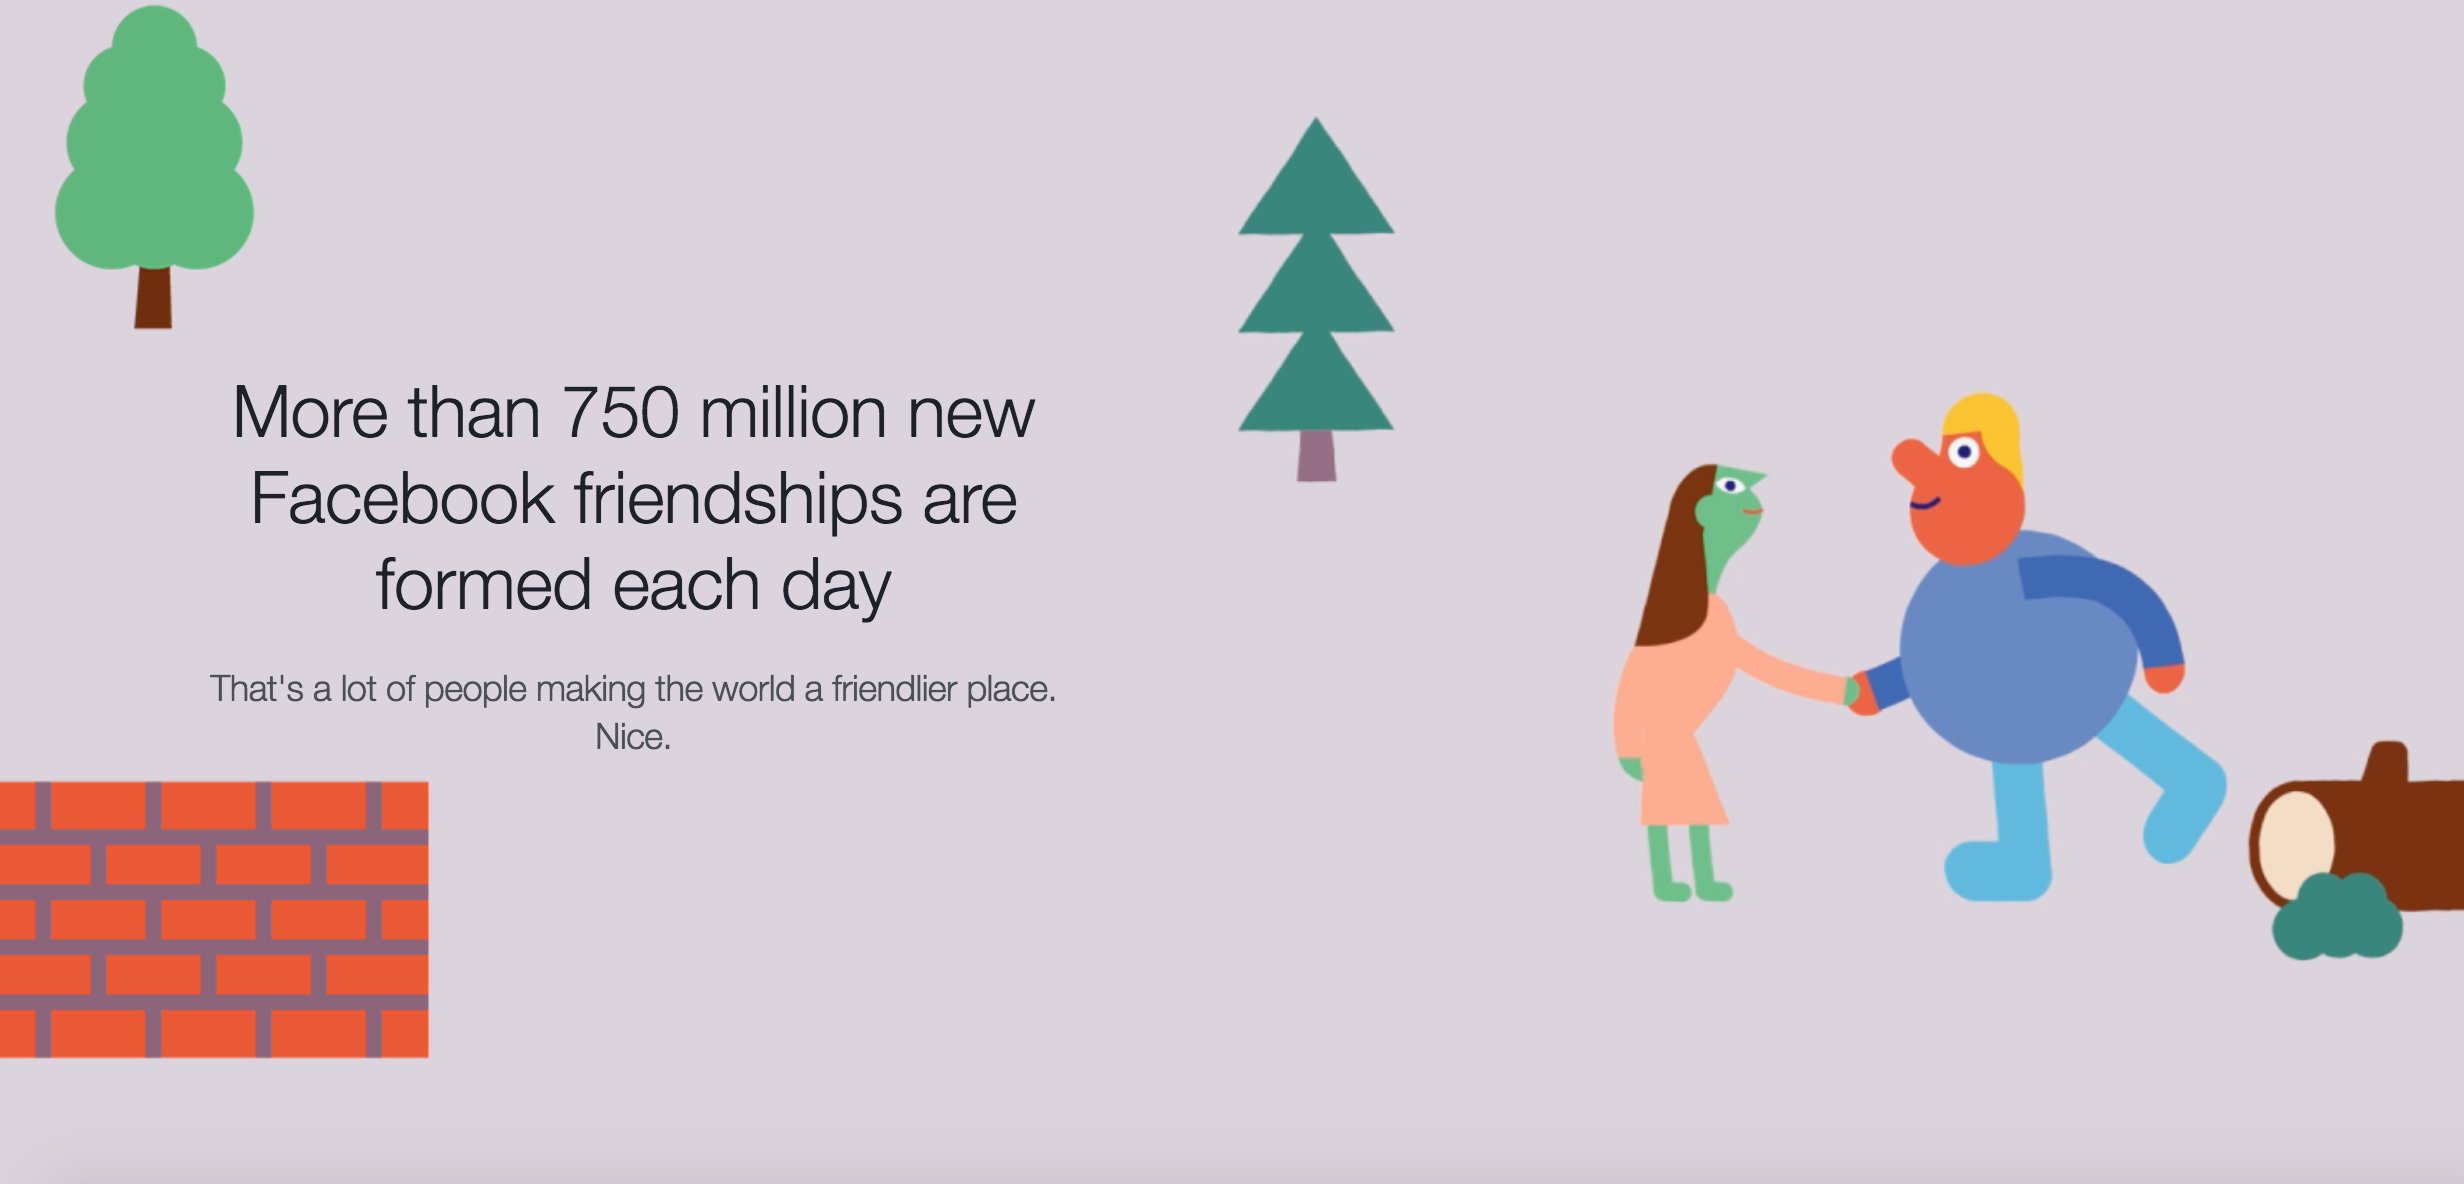 More than 750 million new
Facebook friendships are
formed each day
That's a lot of people making the world a friendlier place.
Nice.